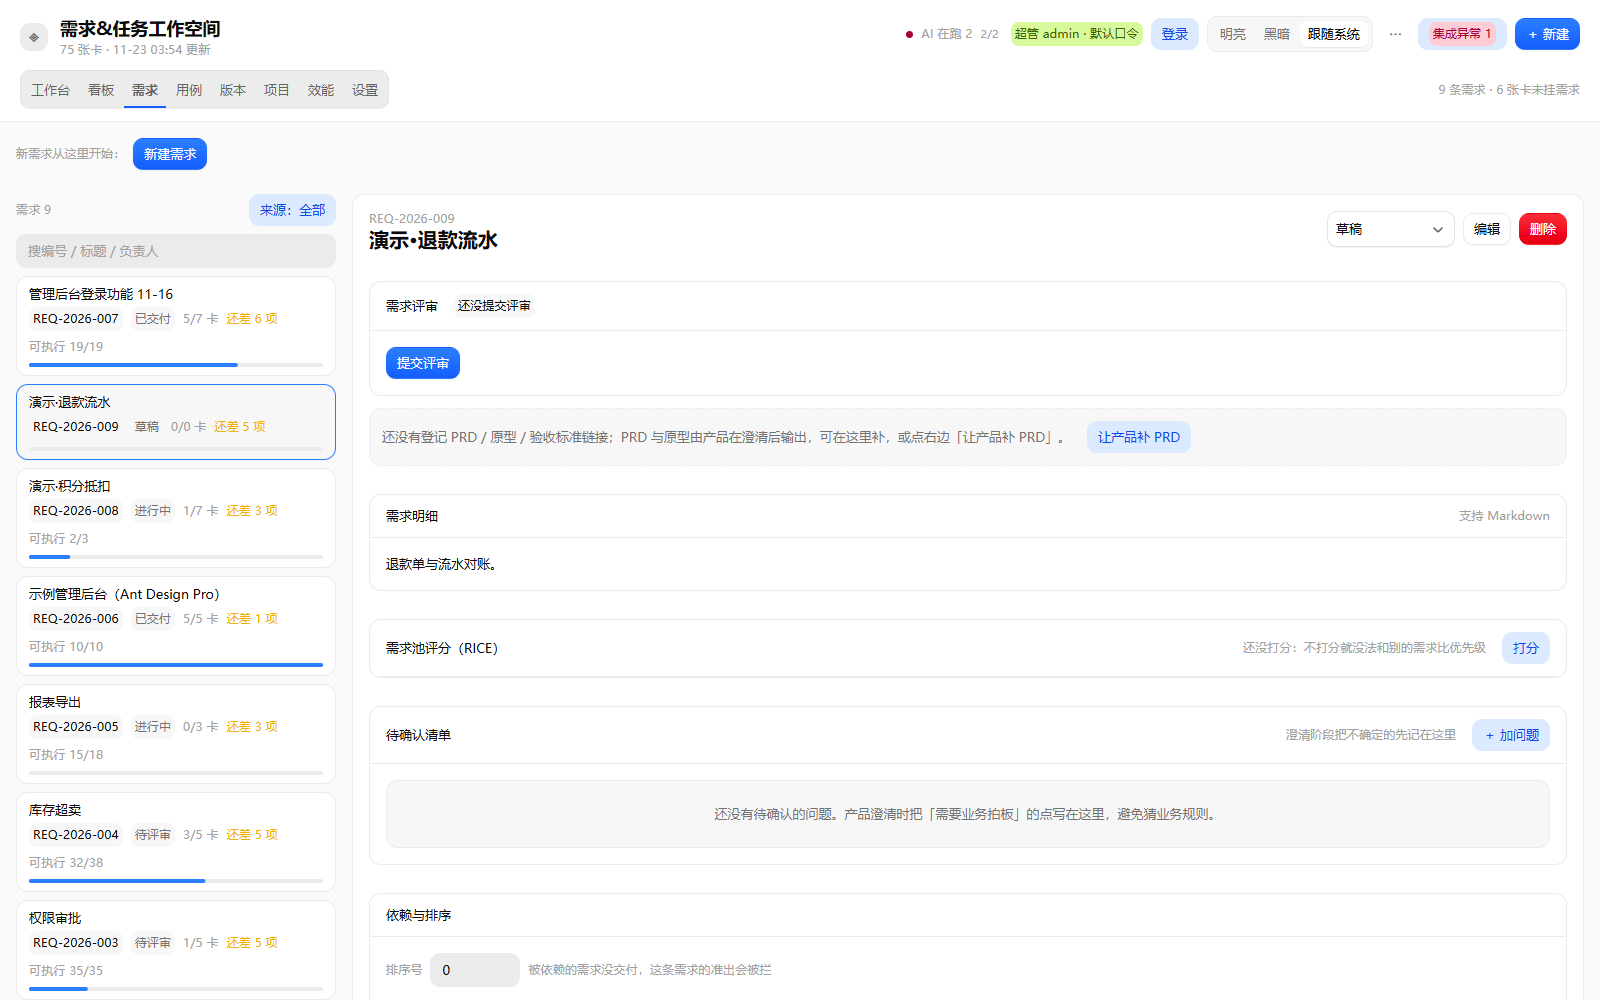 需求&任务工作空间
75 张卡 · 11-23 03:54 更新
AI 在跑 2 2/2
超管 admin · 默认口令
登录
明亮 黑暗 跟随系统
···
集成异常 1
+ 新建
工作台 看板 需求 用例 版本 项目 效能 设置
9 条需求 · 6 张卡未挂需求
新需求从这里开始：
新建需求
需求 9
来源：全部
搜编号 / 标题 / 负责人
管理后台登录功能 11-16
REQ-2026-007 已交付 5/7 卡 还差 6 项
可执行 19/19
演示·退款流水
REQ-2026-009 草稿 0/0 卡 还差 5 项
演示·积分抵扣
REQ-2026-008 进行中 1/7 卡 还差 3 项
可执行 2/3
示例管理后台（Ant Design Pro）
REQ-2026-006 已交付 5/5 卡 还差 1 项
可执行 10/10
报表导出
REQ-2026-005 进行中 0/3 卡 还差 3 项
可执行 15/18
库存超卖
REQ-2026-004 待评审 3/5 卡 还差 5 项
可执行 32/38
权限审批
REQ-2026-003 待评审 1/5 卡 还差 5 项
可执行 35/35
REQ-2026-009
演示·退款流水
草稿
编辑
删除
需求评审 还没提交评审
提交评审
还没有登记 PRD / 原型 / 验收标准链接；PRD 与原型由产品在澄清后输出，可在这里补，或点右边「让产品补 PRD」。
让产品补 PRD
需求明细
支持 Markdown
退款单与流水对账。
需求池评分（RICE）
还没打分：不打分就没法和别的需求比优先级
打分
待确认清单
澄清阶段把不确定的先记在这里
+ 加问题
还没有待确认的问题。产品澄清时把「需要业务拍板」的点写在这里，避免猜业务规则。
依赖与排序
排序号 0 被依赖的需求没交付，这条需求的准出会被拦